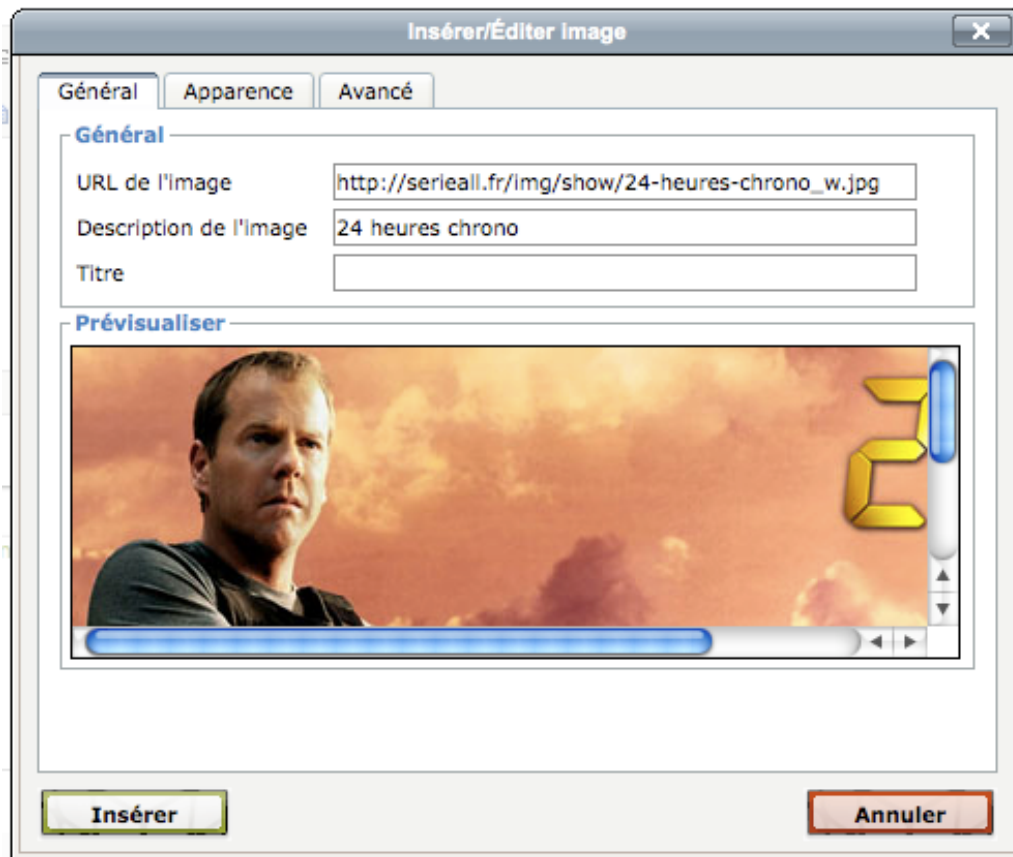 Insérer/Éditer image
Général Apparence Avancé
Général
URL de l'image http://serieall.fr/img/show/24-heures-chrono_w.jpg
Description de l'image 24 heures chrono
Titre
Prévisualiser
2
Insérer Annuler